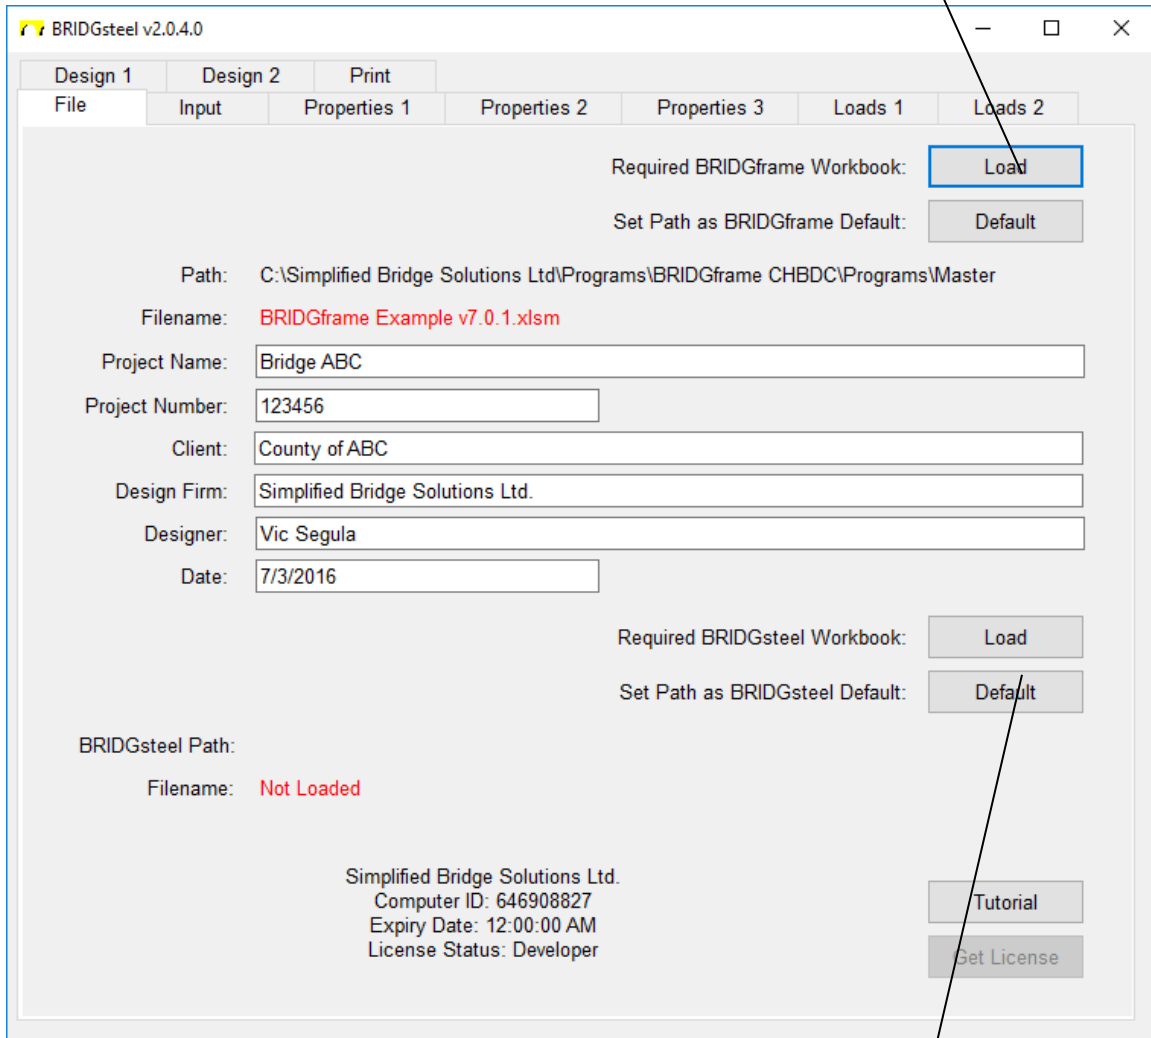 BRIDGsteel v2.0.4.0
Design 1 Design 2 Print
File Input Properties 1 Properties 2 Properties 3 Loads 1 Loads 2
Required BRIDGframe Workbook: Load
Set Path as BRIDGframe Default: Default
Path: C:\Simplified Bridge Solutions Ltd\Programs\BRIDGframe CHBDC\Programs\Master
Filename: BRIDGframe Example v7.0.1.xlsm
Project Name: Bridge ABC
Project Number: 123456
Client: County of ABC
Design Firm: Simplified Bridge Solutions Ltd.
Designer: Vic Segula
Date: 7/3/2016
Required BRIDGsteel Workbook: Load
Set Path as BRIDGsteel Default: Default
BRIDGsteel Path:
Filename: Not Loaded
Simplified Bridge Solutions Ltd.
Computer ID: 646908827
Expiry Date: 12:00:00 AM
License Status: Developer
Tutorial
Get License